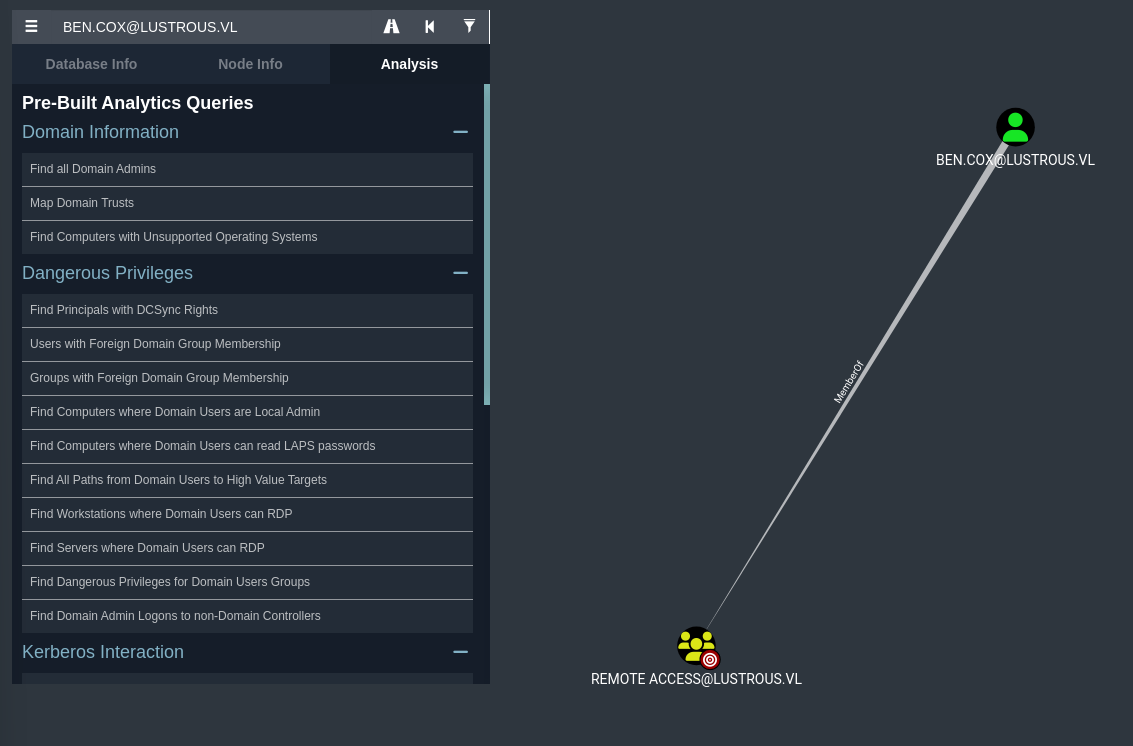 BEN.COX@LUSTROUS.VL
Database Info Node Info Analysis
Pre-Built Analytics Queries
Domain Information
Find all Domain Admins
Map Domain Trusts
Find Computers with Unsupported Operating Systems
Dangerous Privileges
Find Principals with DCSync Rights
Users with Foreign Domain Group Membership
Groups with Foreign Domain Group Membership
Find Computers where Domain Users are Local Admin
Find Computers where Domain Users can read LAPS passwords
Find All Paths from Domain Users to High Value Targets
Find Workstations where Domain Users can RDP
Find Servers where Domain Users can RDP
Find Dangerous Privileges for Domain Users Groups
Find Domain Admin Logons to non-Domain Controllers
Kerberos Interaction
BEN.COX@LUSTROUS.VL
MemberOf
REMOTE ACCESS@LUSTROUS.VL